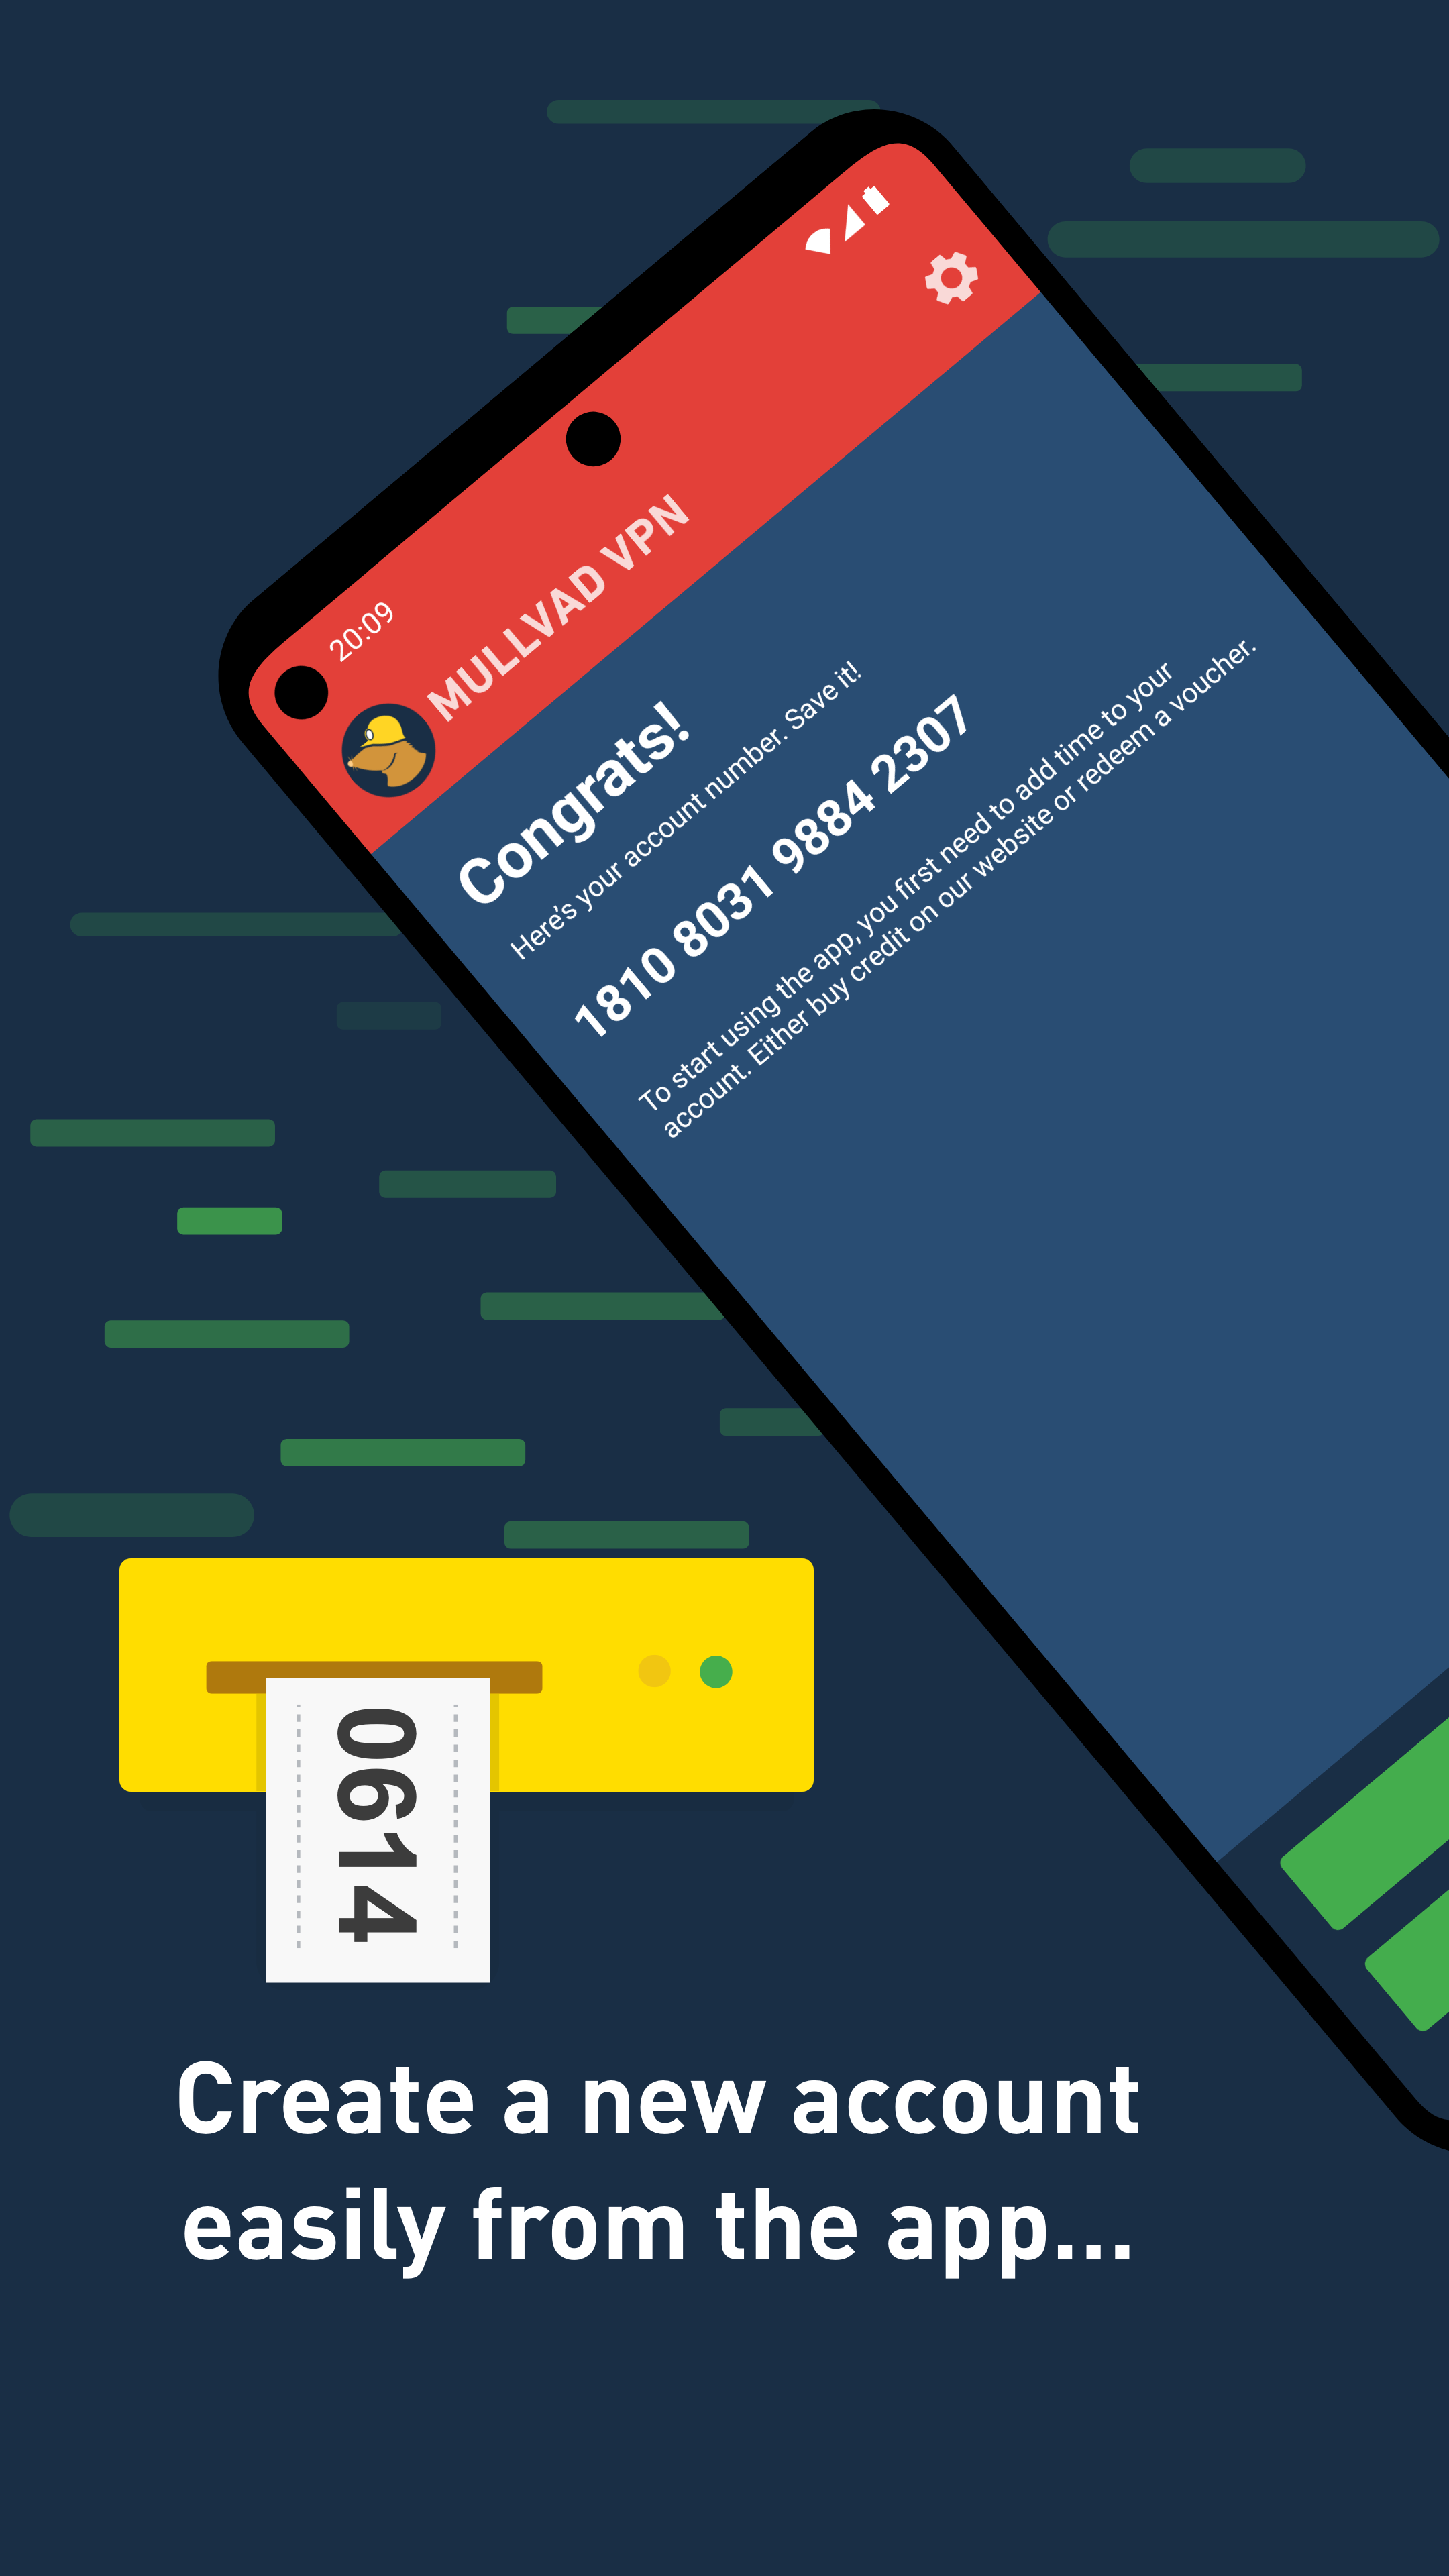 20:09
MULLVAD VPN
Congrats!
Here's your account number. Save it!
1810 8031 9884 2307
To start using the app, you first need to add time to your
account. Either buy credit on our website or redeem a voucher.
0614
Create a new account
easily from the app...